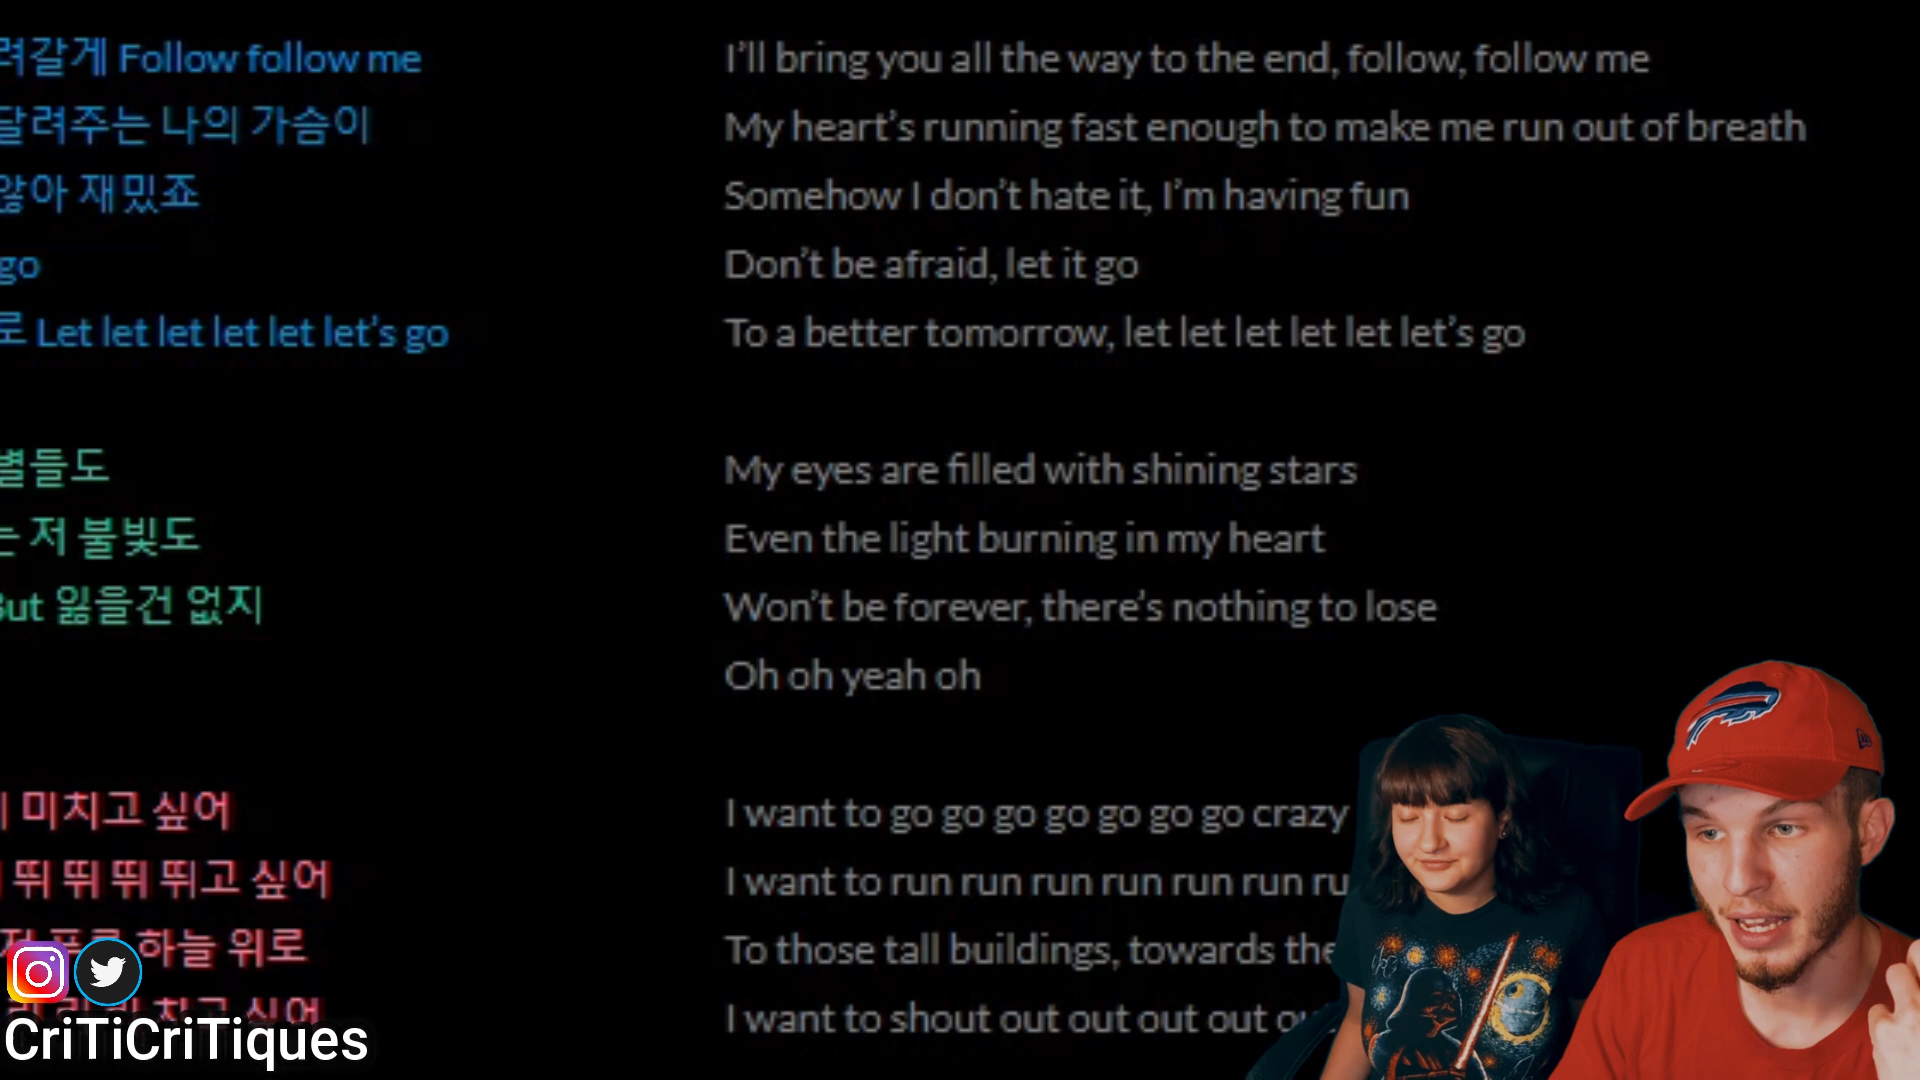 려갈게 Follow follow me
I'll bring you all the way to the end, follow, follow me
달려주는 나의 가슴이
My heart's running fast enough to make me run out of breath
않아 재밌죠
Somehow I don't hate it, I'm having fun
go
Don't be afraid, let it go
로 Let let let let let let's go
To a better tomorrow, let let let let let let's go
별들도
My eyes are filled with shining stars
는 저 불빛도
Even the light burning in my heart
But 잃을건 없지
Won't be forever, there's nothing to lose
Oh oh yeah oh
미치고 싶어
I want to go go go go go go go crazy
뛰 뛰 뛰 뛰고 싶어
I want to run run run run run run ru
하늘 위로
To those tall buildings, towards the
싶어
I want to shout out out out out
CriTiCriTiques